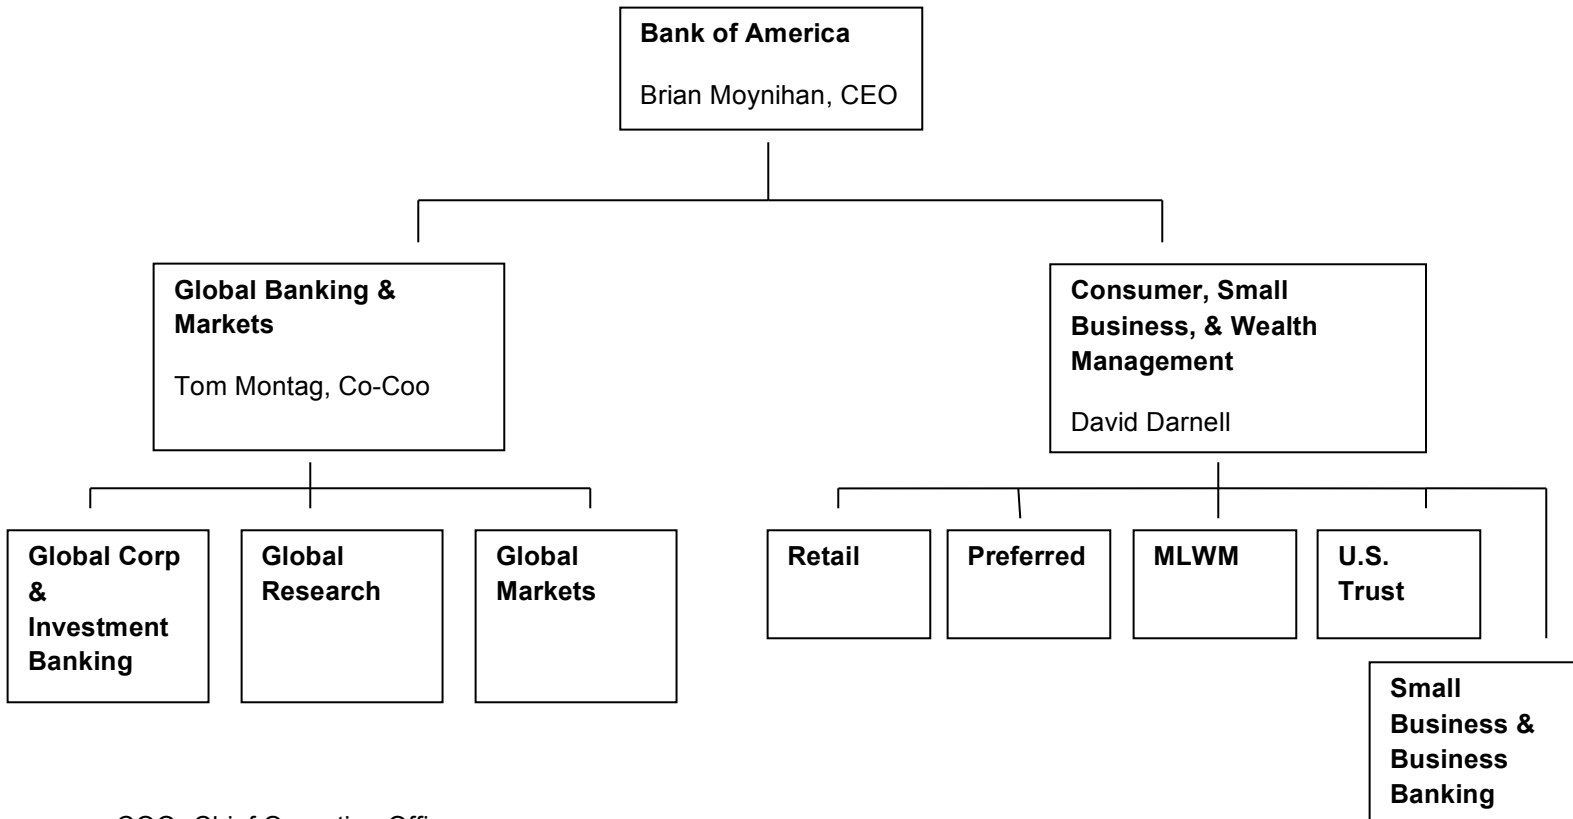 Bank of America
Brian Moynihan, CEO
Global Banking &
Markets
Tom Montag, Co-Coo
Consumer, Small
Business, & Wealth
Management
David Darnell
Global Corp
&
Investment
Banking
Global
Research
Global
Markets
Retail
Preferred
MLWM
U.S.
Trust
Small
Business &
Business
Banking